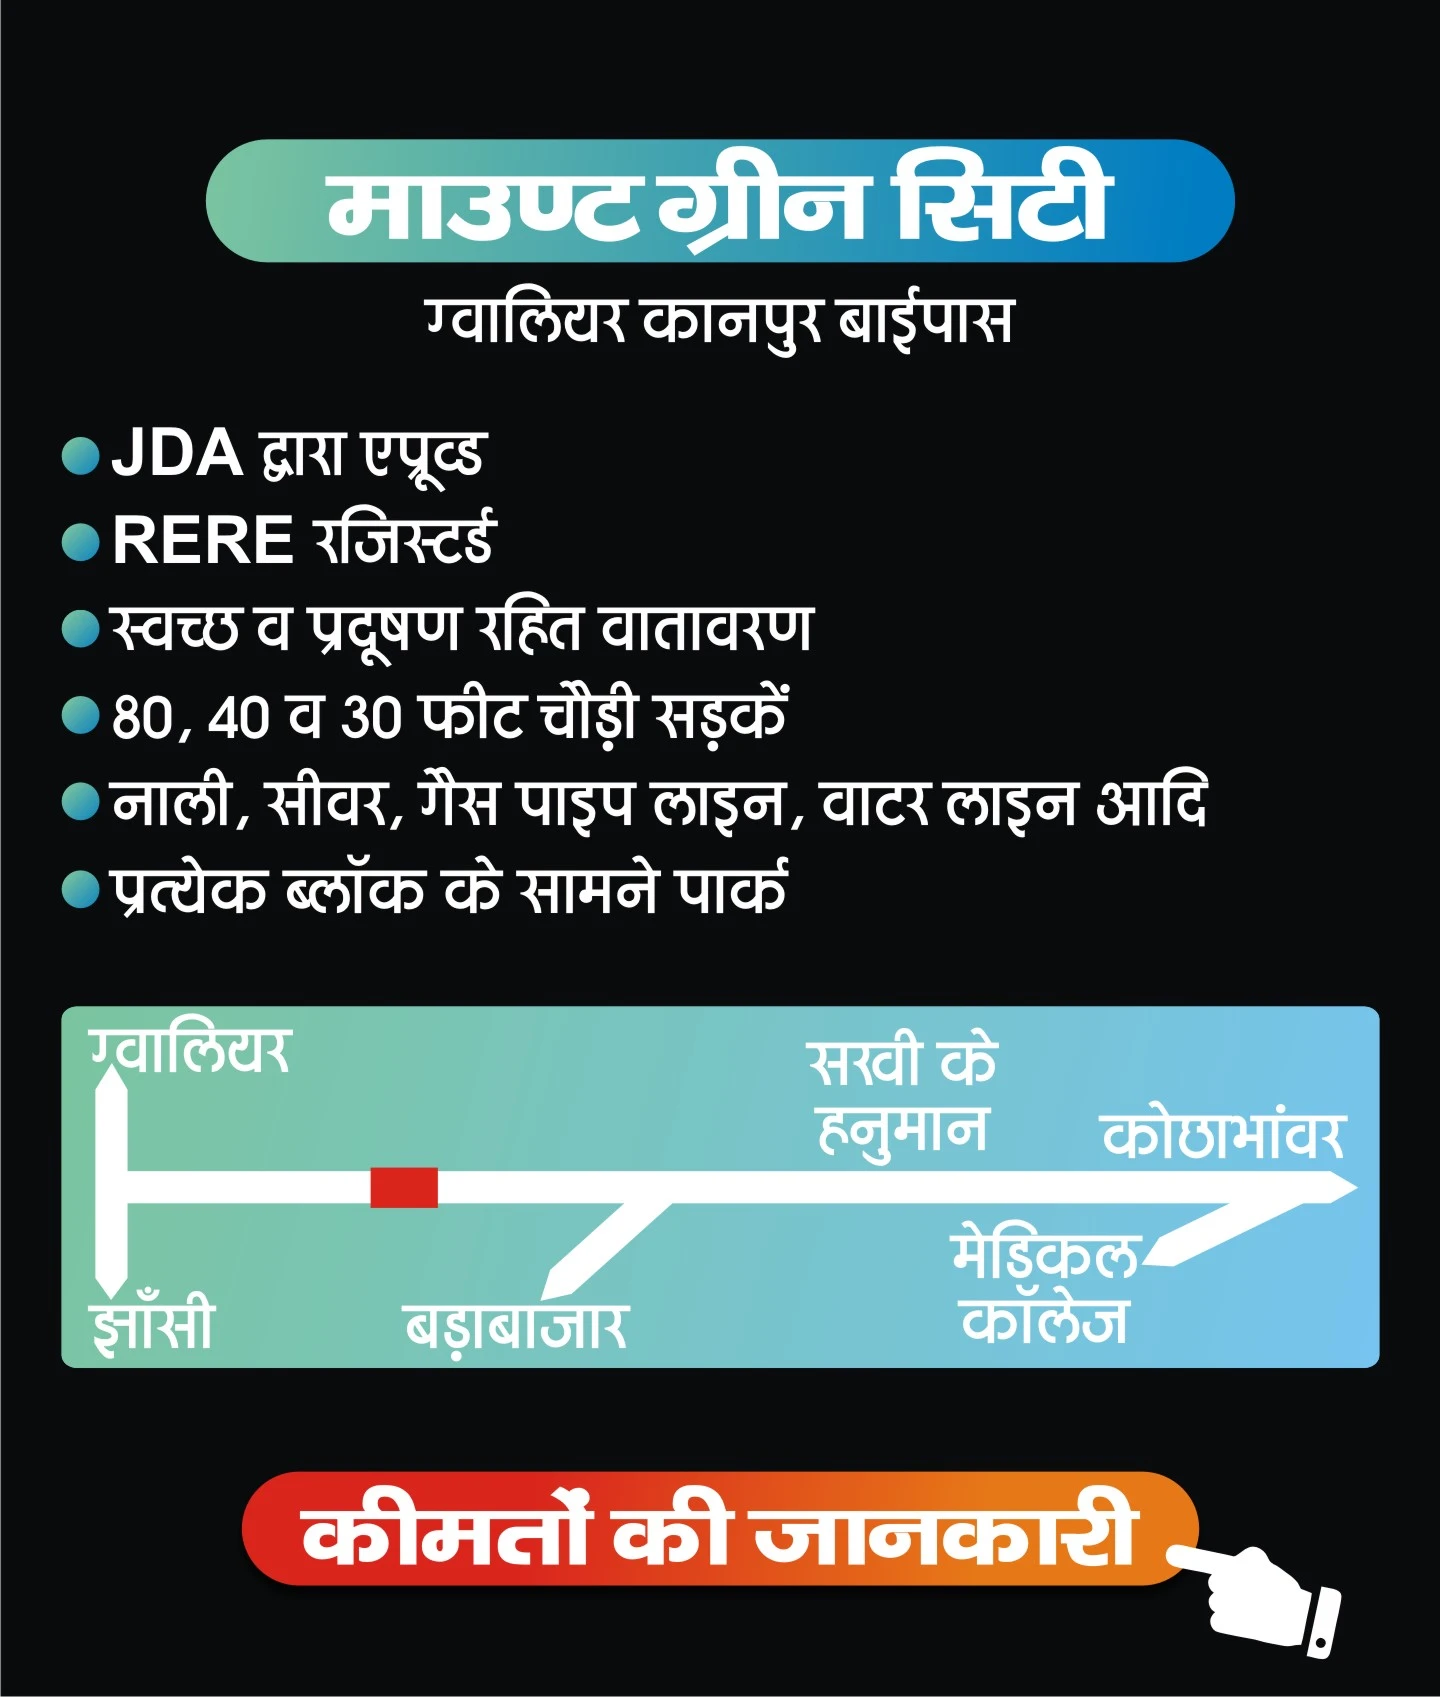 माउण्ट ग्रीन सिटी
ग्वालियर कानपुर बाईपास
JDA द्वारा एप्रूव्ड
RERE रजिस्टर्ड
स्वच्छ व प्रदूषण रहित वातावरण
80, 40 व 30 फीट चौड़ी सड़कें
नाली, सीवर, गैस पाइप लाइन, वाटर लाइन आदि
प्रत्येक ब्लॉक के सामने पार्क
ग्वालियर
सखी के
हनुमान
कोछाभांवर
मेडिकल
कॉलेज
झाँसी
बड़ाबाजार
कीमतों की जानकारी